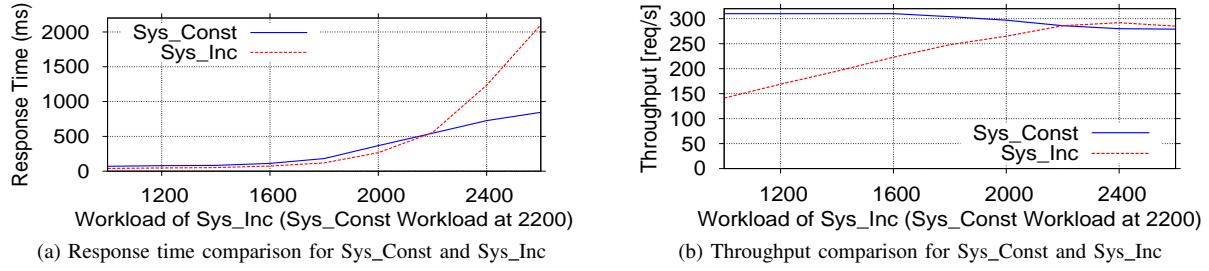 Response Time (ms)
2000
1500
1000
500
0
Sys_Const
Sys_Inc
1200 1600 2000 2400
Workload of Sys_Inc (Sys_Const Workload at 2200)
(a) Response time comparison for Sys_Const and Sys_Inc
Throughput [req/s]
300
250
200
150
100
50
0
Sys_Const
Sys_Inc
1200 1600 2000 2400
Workload of Sys_Inc (Sys_Const Workload at 2200)
(b) Throughput comparison for Sys_Const and Sys_Inc